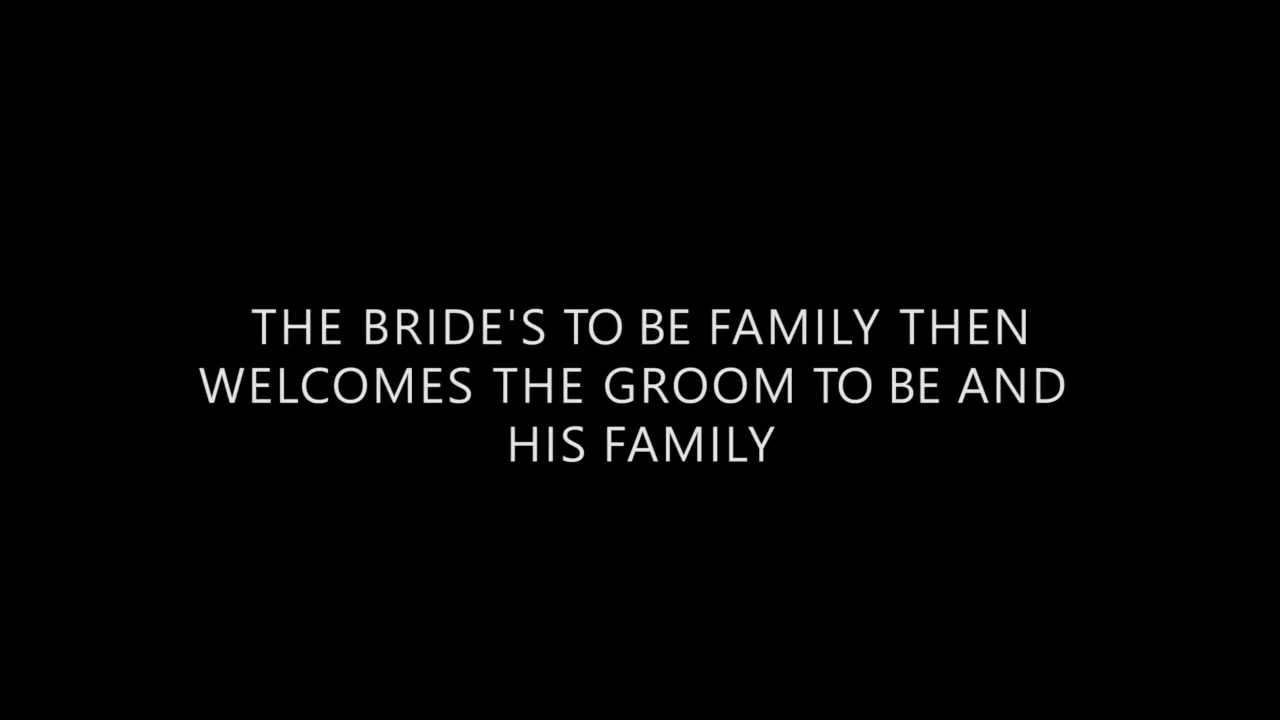 THE BRIDE'S TO BE FAMILY THEN
WELCOMES THE GROOM TO BE AND
HIS FAMILY